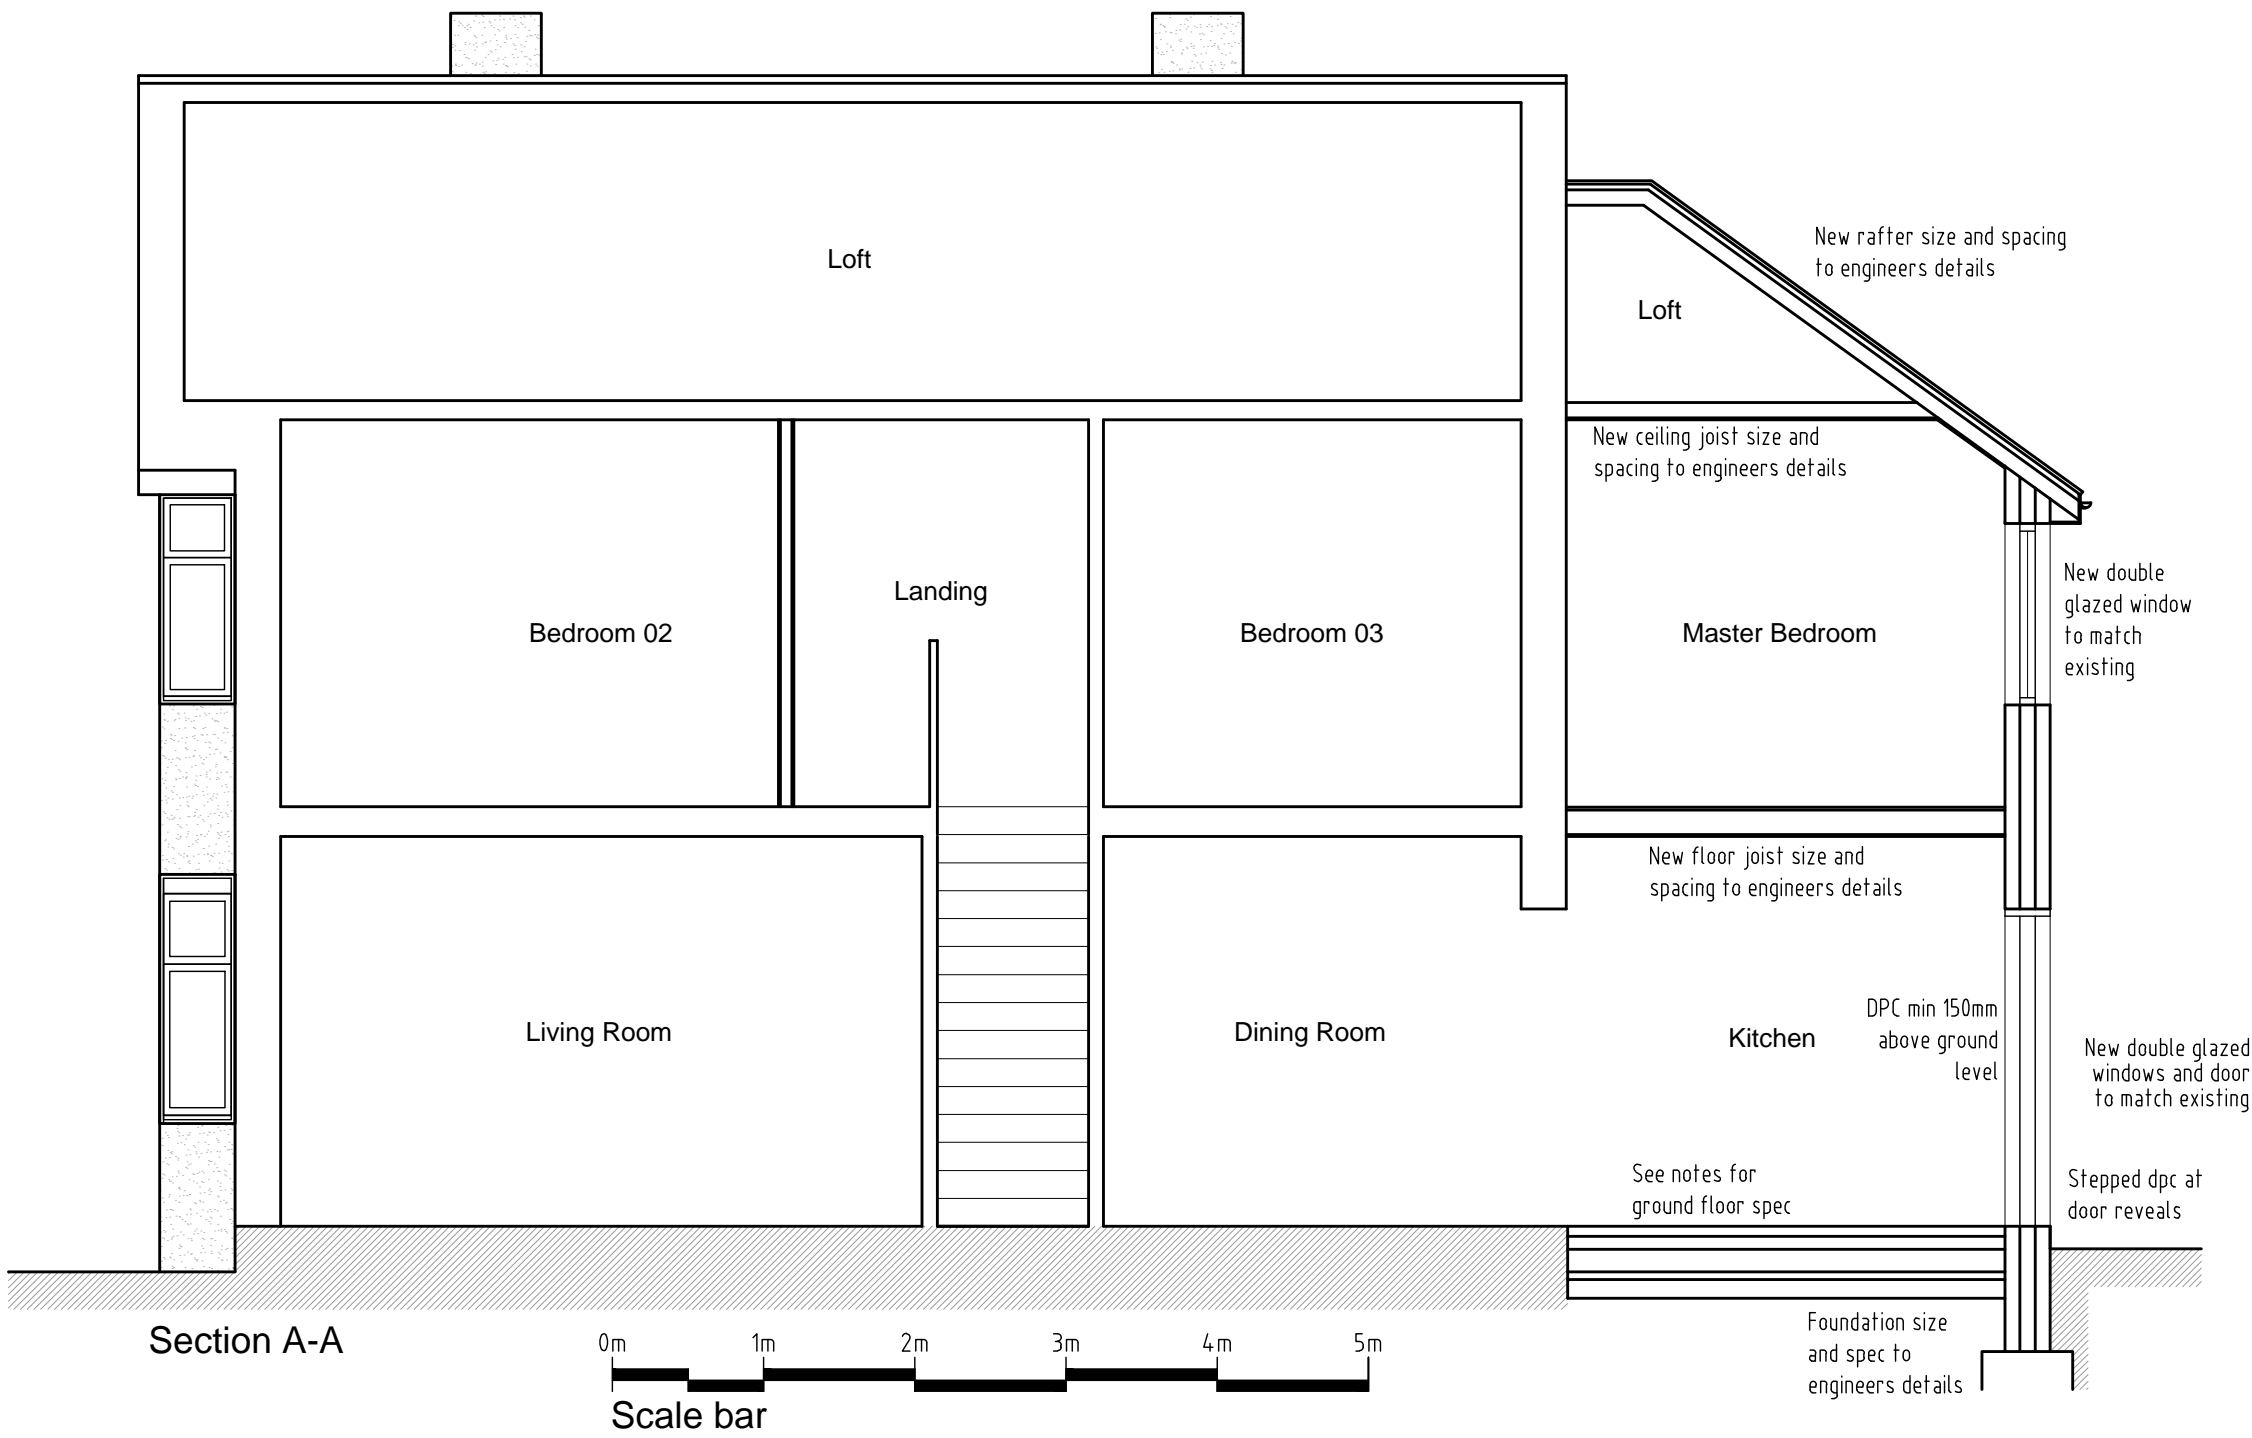 New rafter size and spacing
to engineers details
Loft
Loft
New ceiling joist size and
spacing to engineers details
New double
glazed window
to match
existing
Landing
Bedroom 02
Bedroom 03
Master Bedroom
New floor joist size and
spacing to engineers details
Living Room
Dining Room
Kitchen
DPC min 150mm
above ground
level
New double glazed
windows and door
to match existing
See notes for
ground floor spec
Stepped dpc at
door reveals
Foundation size
and spec to
engineers details
Section A-A
0m 1m 2m 3m 4m 5m
Scale bar